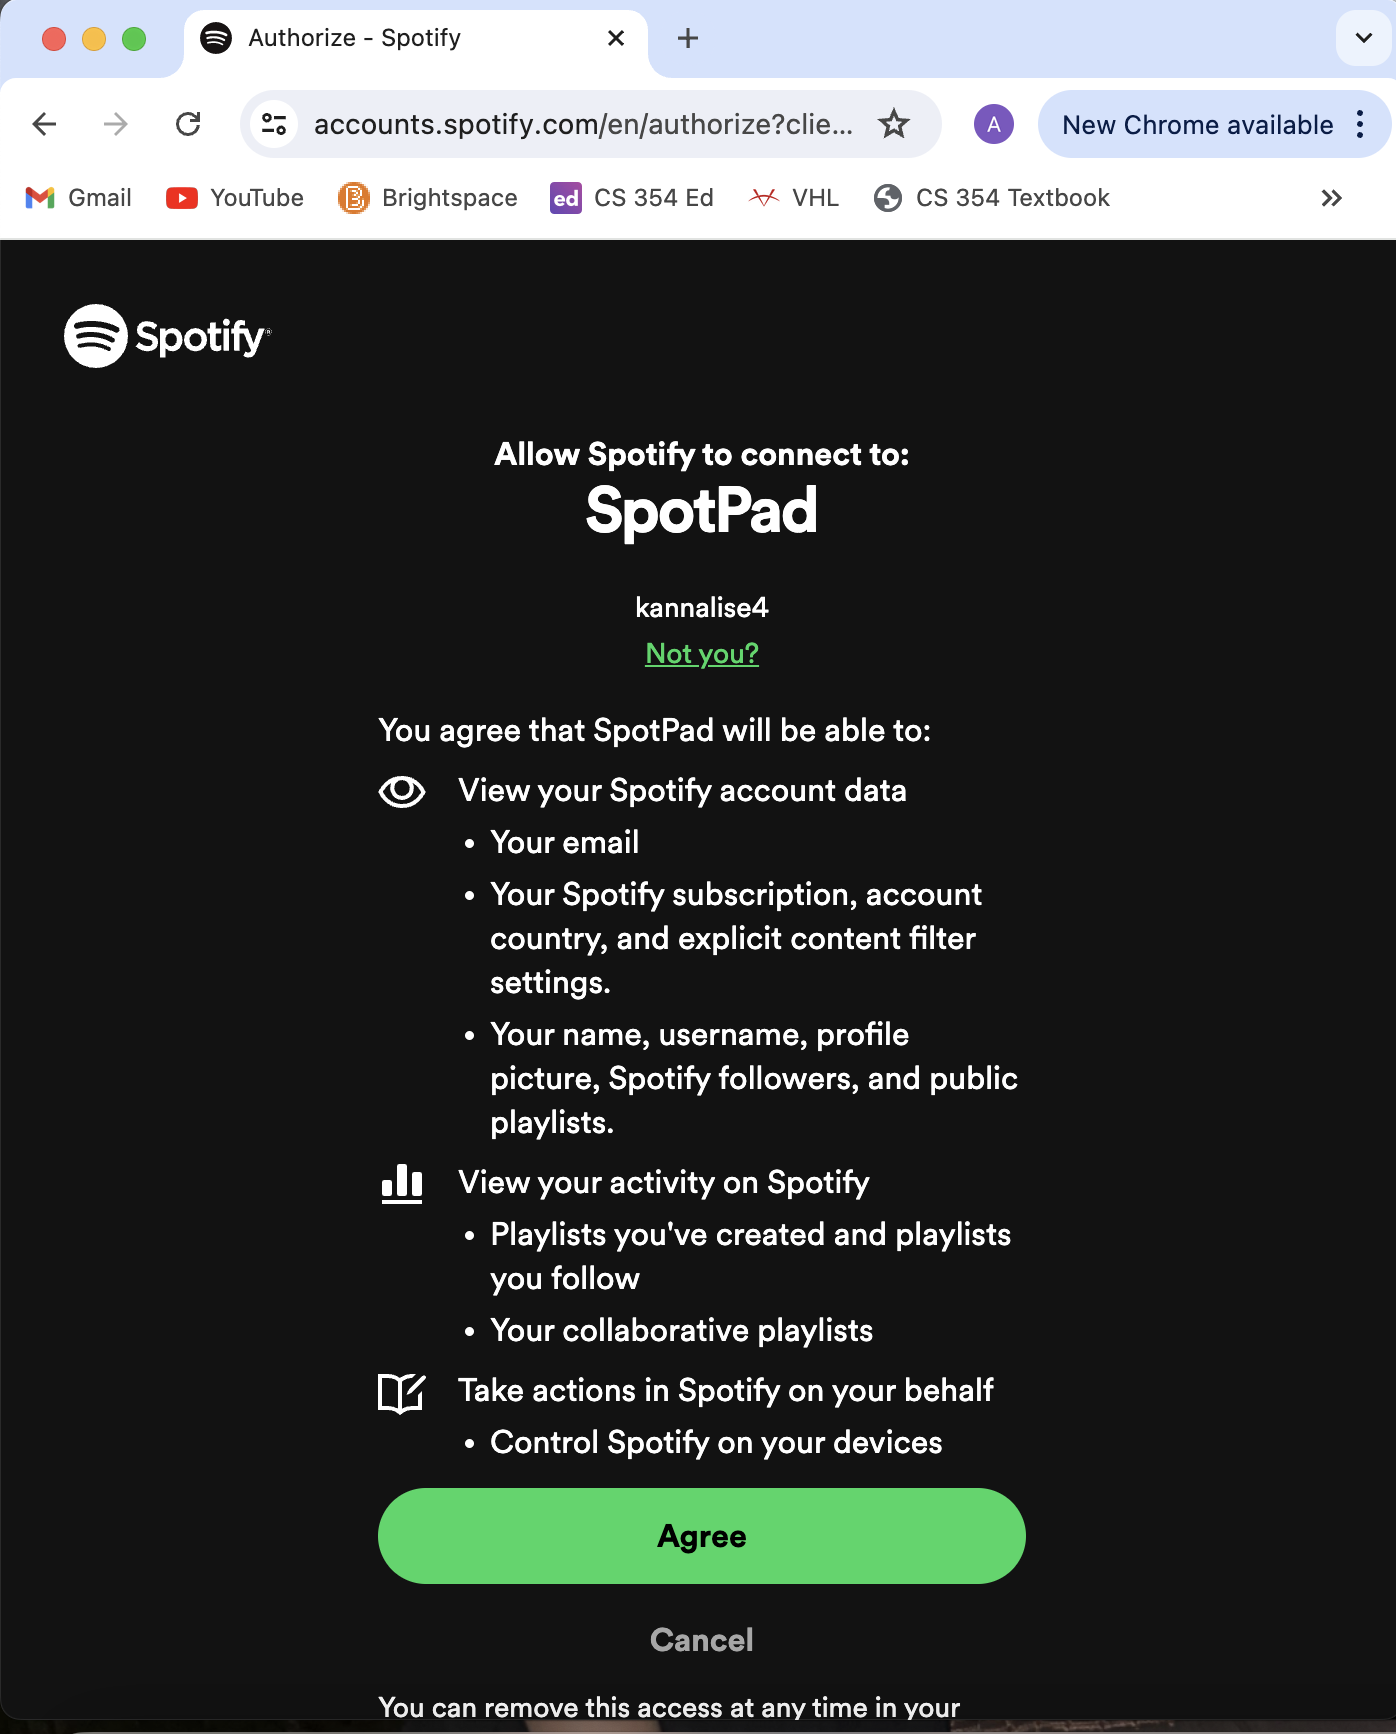 Authorize - Spotify
accounts.spotify.com/en/authorize?clie...
A
New Chrome available
Gmail
YouTube
Brightspace
ed CS 354 Ed
VHL
CS 354 Textbook
Spotify
Allow Spotify to connect to:
SpotPad
kannalise4
Not you?
You agree that SpotPad will be able to:
View your Spotify account data
• Your email
• Your Spotify subscription, account
country, and explicit content filter
settings.
• Your name, username, profile
picture, Spotify followers, and public
playlists.
View your activity on Spotify
• Playlists you've created and playlists
you follow
• Your collaborative playlists
Take actions in Spotify on your behalf
• Control Spotify on your devices
Agree
Cancel
You can remove this access at any time in your